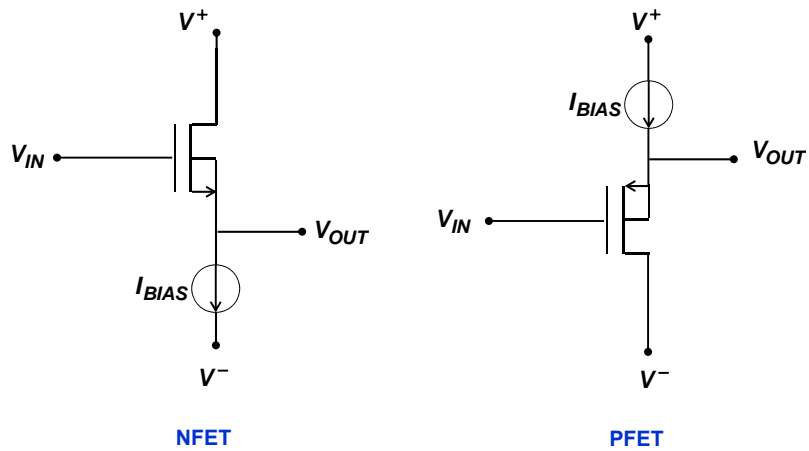 V⁺
V_IN
V_OUT
I_BIAS
V⁻
NFET
V⁺
I_BIAS
V_OUT
V_IN
V⁻
PFET